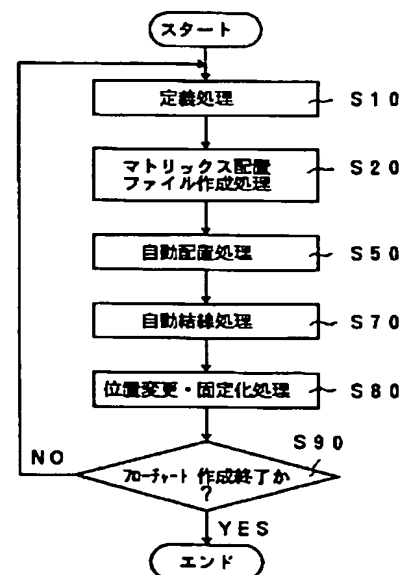 スタート
定義処理
S10
マトリックス配置
ファイル作成処理
S20
自動配置処理
S50
自動結線処理
S70
位置変更・固定化処理
S80
S90
フローチャート作成終了か
?
NO
YES
エンド